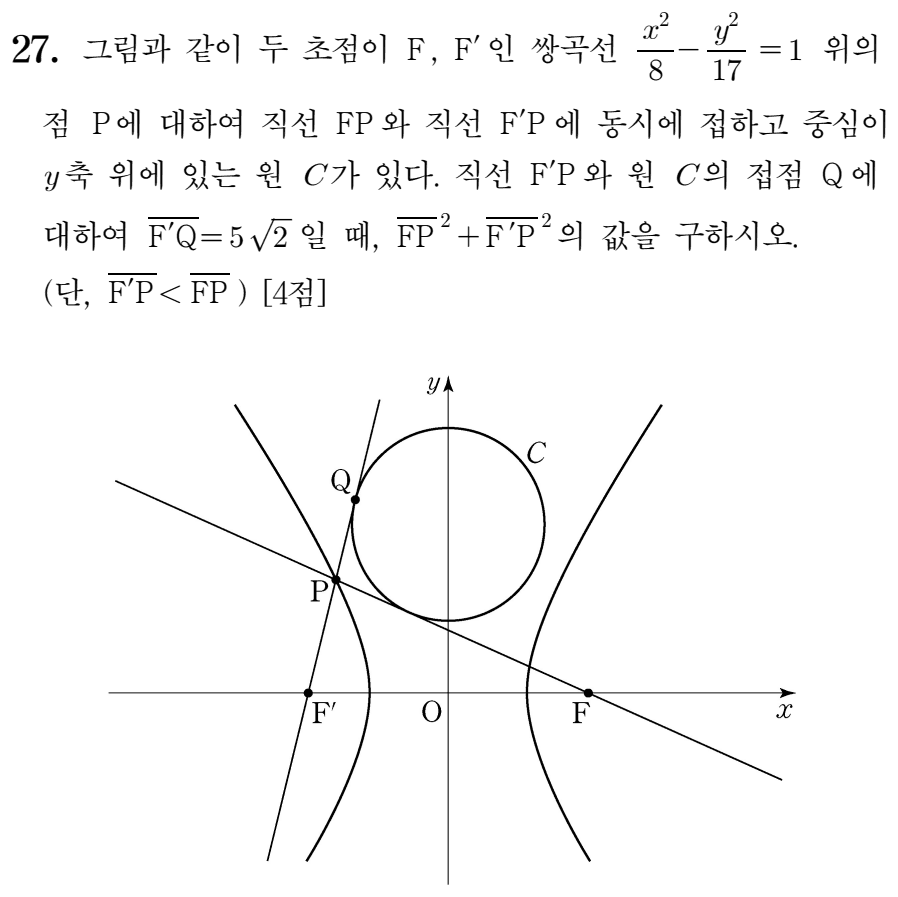 27. 그림과 같이 두 초점이 F, F′인 쌍곡선 x²/8 − y²/17 = 1 위의
점 P에 대하여 직선 FP와 직선 F′P에 동시에 접하고 중심이
y축 위에 있는 원 C가 있다. 직선 F′P와 원 C의 접점 Q에
대하여 F′Q̅ = 5√2 일 때, F̅P̅² + F̅′P̅²의 값을 구하시오.
(단, F̅′P̅ < F̅P̅ ) [4점]
y
C
Q
P
F′
O
F
x